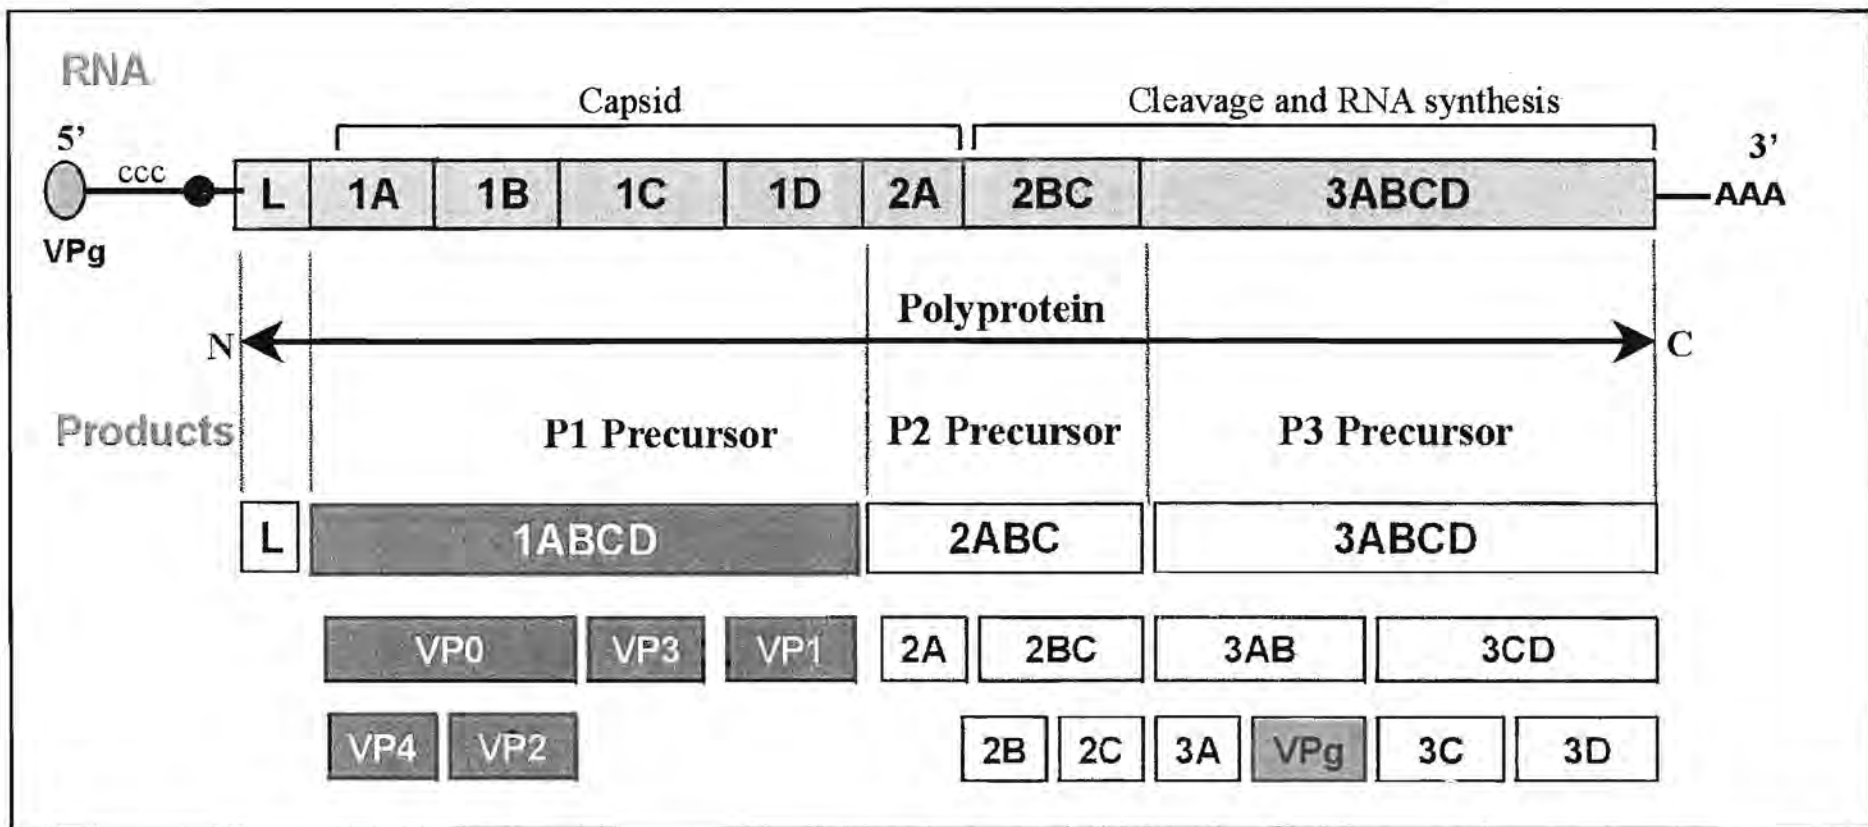 RNA
Capsid
Cleavage and RNA synthesis
5’
3’
ccc
L 1A 1B 1C 1D 2A 2BC 3ABCD
AAA
VPg
Polyprotein
N
C
Products
P1 Precursor P2 Precursor P3 Precursor
L 1ABCD 2ABC 3ABCD
VP0 VP3 VP1 2A 2BC 3AB 3CD
VP4 VP2 2B 2C 3A VPg 3C 3D